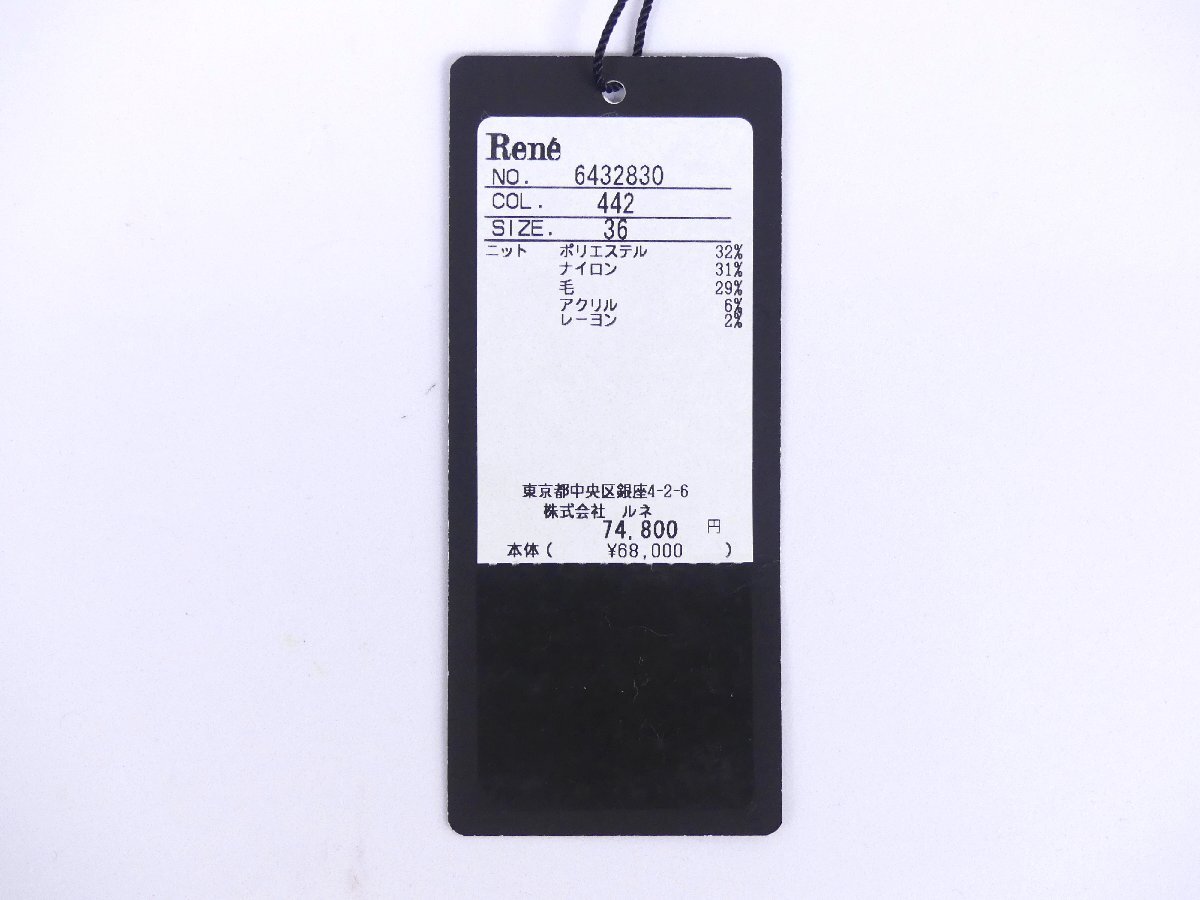 René
NO. 6432830
COL. 442
SIZE. 36
ニット ポリエステル 32%
ナイロン 31%
毛 29%
アクリル 6%
レーヨン 2%
東京都中央区銀座4-2-6
株式会社 ルネ
74,800 円
本体( ¥68,000 )